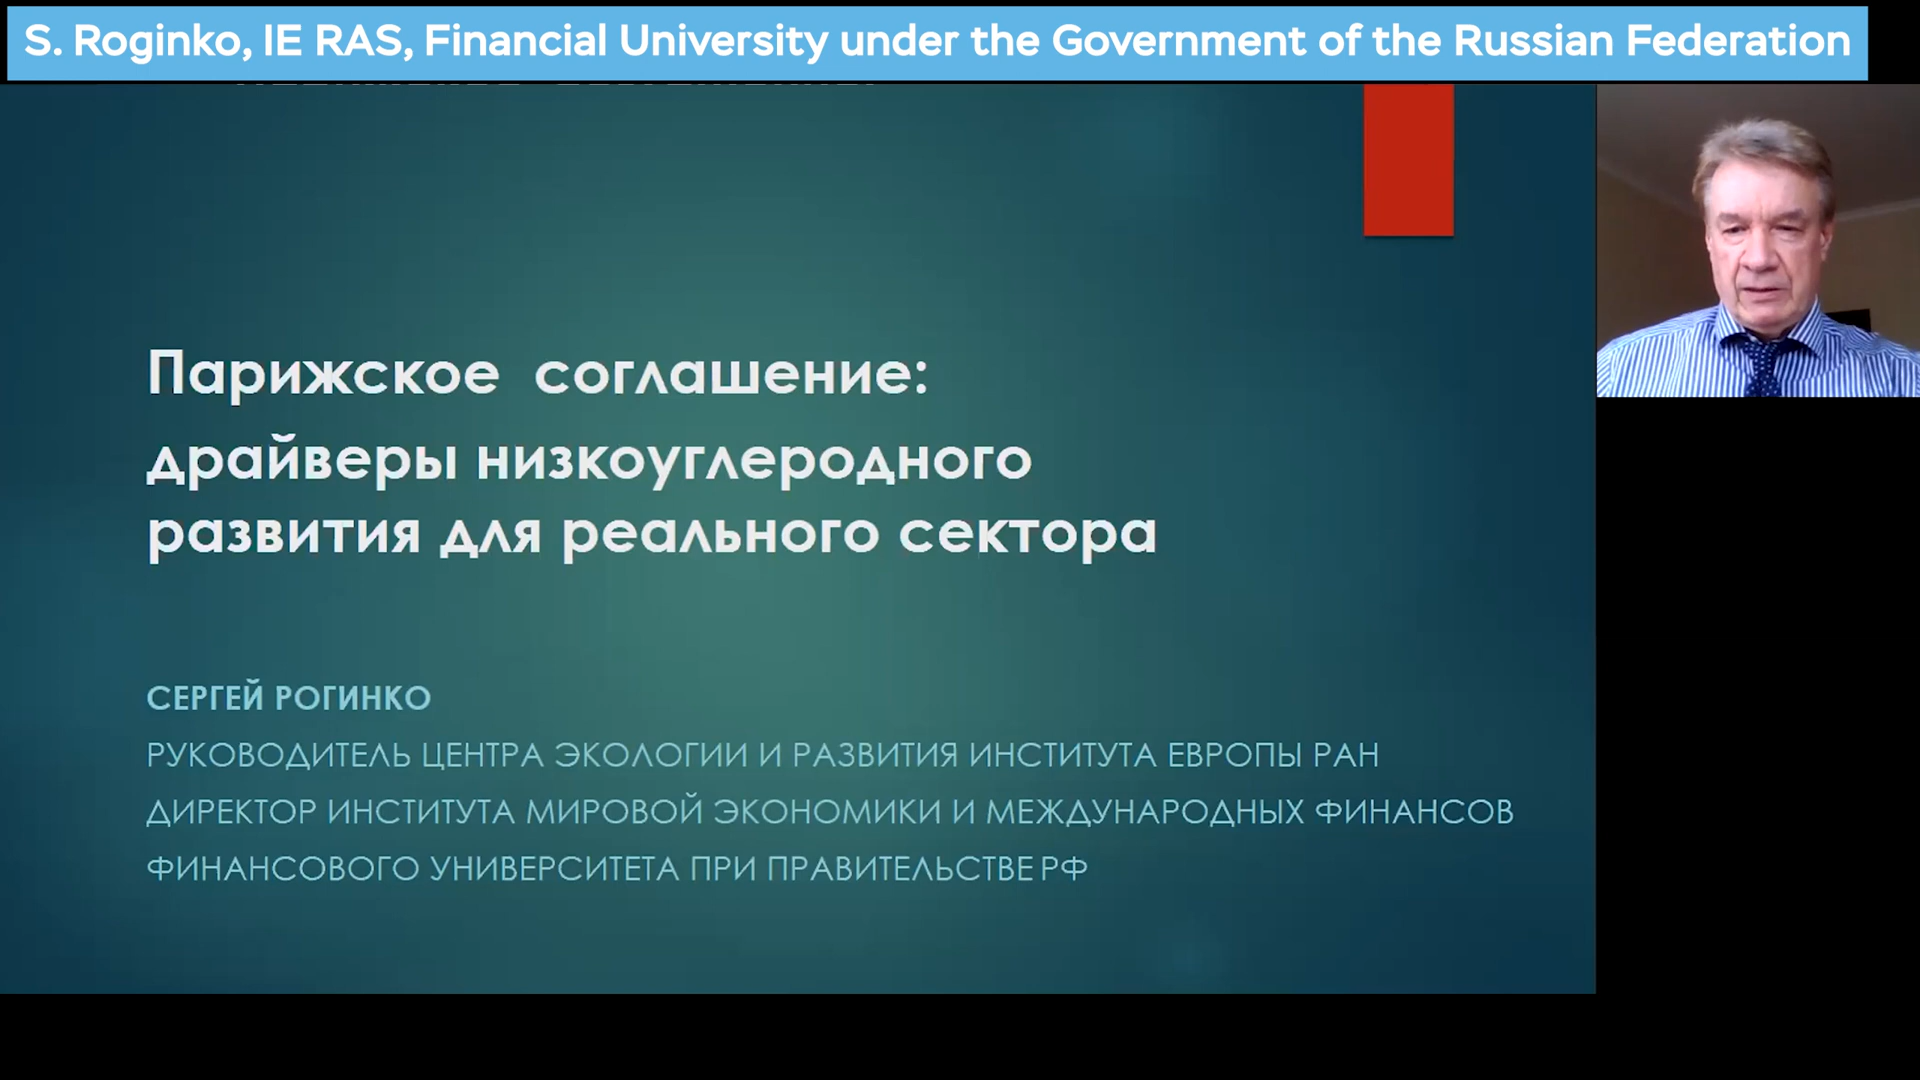 S. Roginko, IE RAS, Financial University under the Government of the Russian Federation
Парижское соглашение:
драйверы низкоуглеродного
развития для реального сектора
СЕРГЕЙ РОГИНКО
РУКОВОДИТЕЛЬ ЦЕНТРА ЭКОЛОГИИ И РАЗВИТИЯ ИНСТИТУТА ЕВРОПЫ РАН
ДИРЕКТОР ИНСТИТУТА МИРОВОЙ ЭКОНОМИКИ И МЕЖДУНАРОДНЫХ ФИНАНСОВ
ФИНАНСОВОГО УНИВЕРСИТЕТА ПРИ ПРАВИТЕЛЬСТВЕ РФ